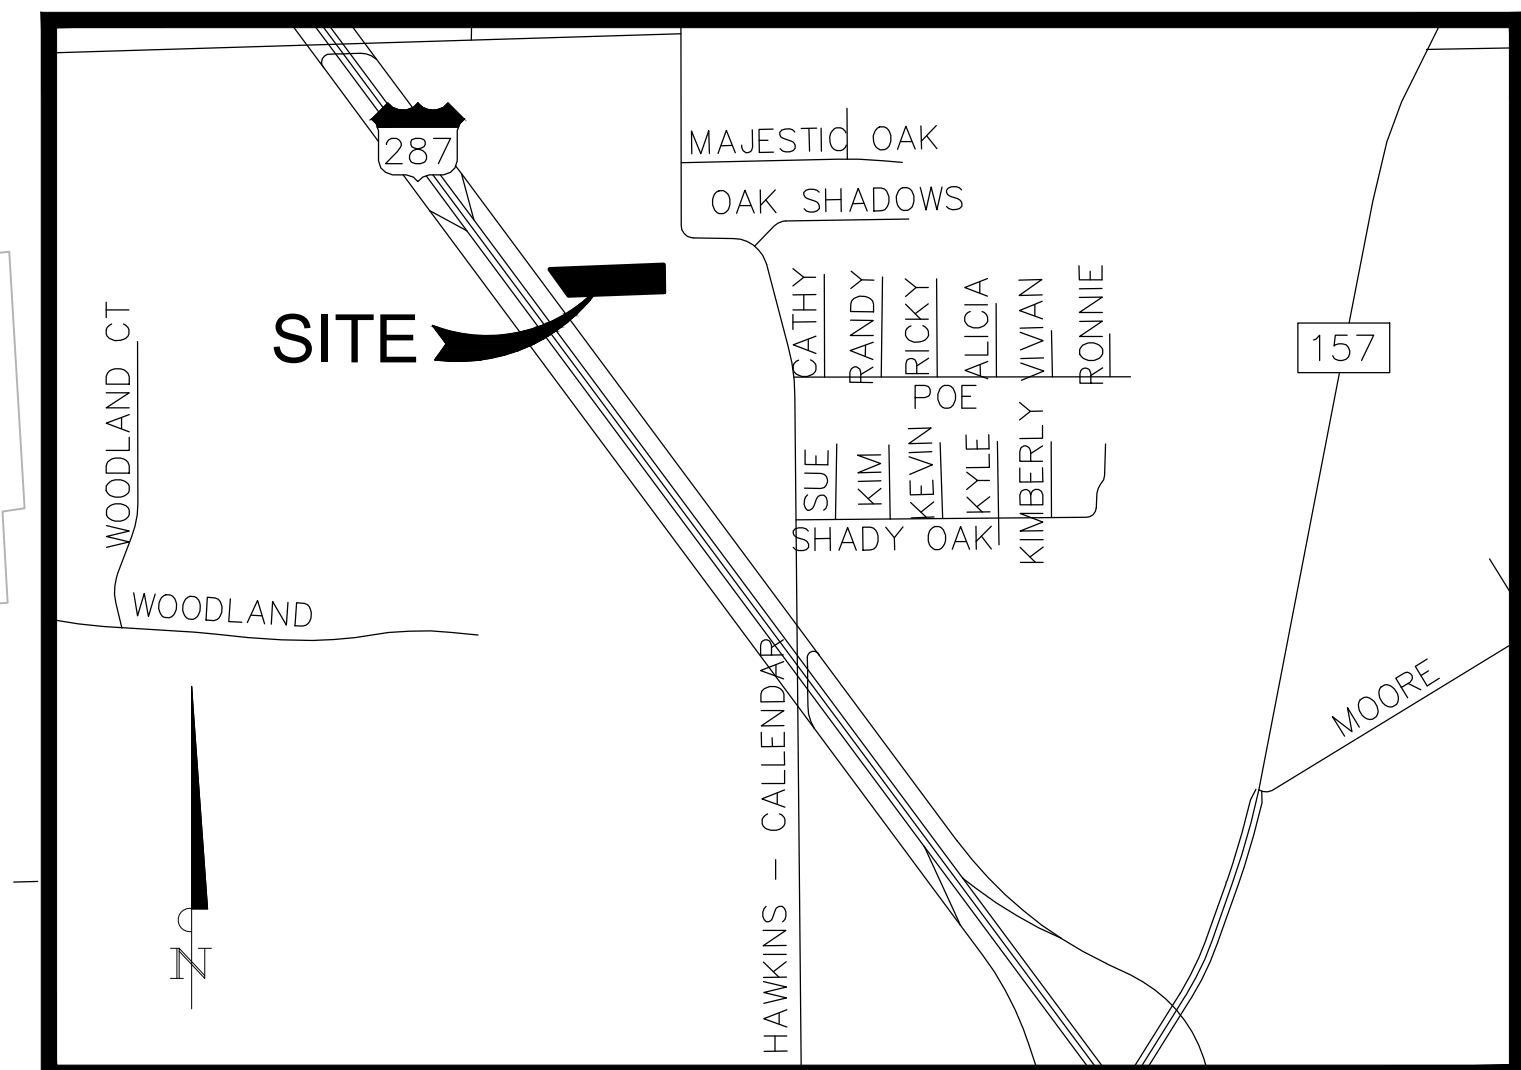 MAJESTIC OAK
287
OAK SHADOWS
SITE
CATHY
RANDY
RICKY
ALICIA
VIVIAN
RONNIE
157
POE
WOODLAND CT
SUE
KIM
KEVIN
KYLE
KIMBERLY
SHADY OAK
WOODLAND
HAWKINS - CALLENDAR
MOORE
N